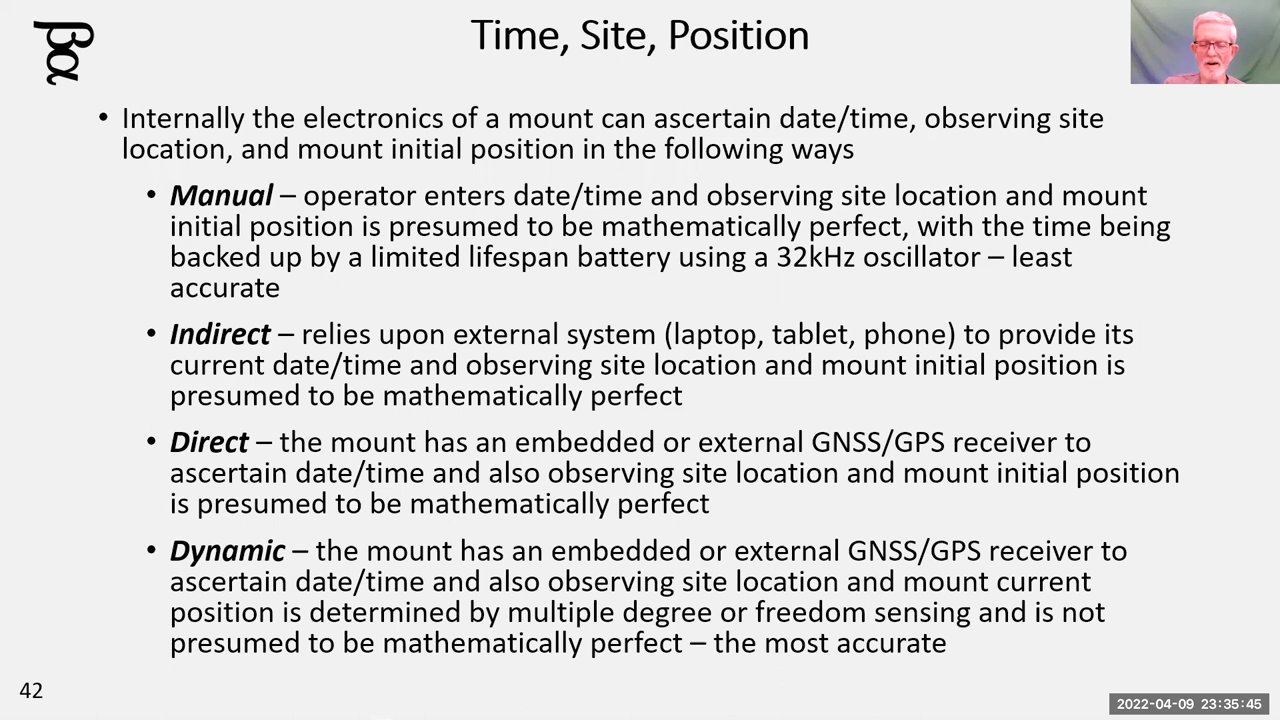 βα
Time, Site, Position
• Internally the electronics of a mount can ascertain date/time, observing site
location, and mount initial position in the following ways
• Manual – operator enters date/time and observing site location and mount
initial position is presumed to be mathematically perfect, with the time being
backed up by a limited lifespan battery using a 32kHz oscillator – least
accurate
• Indirect – relies upon external system (laptop, tablet, phone) to provide its
current date/time and observing site location and mount initial position is
presumed to be mathematically perfect
• Direct – the mount has an embedded or external GNSS/GPS receiver to
ascertain date/time and also observing site location and mount initial position
is presumed to be mathematically perfect
• Dynamic – the mount has an embedded or external GNSS/GPS receiver to
ascertain date/time and also observing site location and mount current
position is determined by multiple degree or freedom sensing and is not
presumed to be mathematically perfect – the most accurate
42
2022-04-09 23:35:45